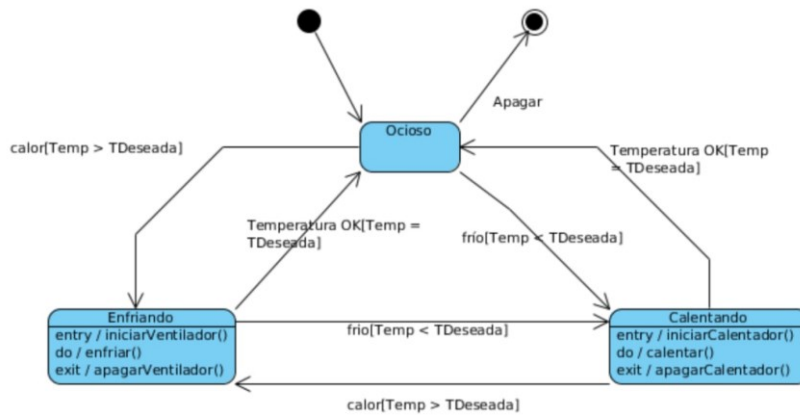 Apagar
Ocioso
calor[Temp > TDeseada]
Temperatura OK[Temp
= TDeseada]
Temperatura OK[Temp =
TDeseada]
frío[Temp < TDeseada]
Enfriando
entry / iniciarVentilador()
do / enfriar()
exit / apagarVentilador()
frio[Temp < TDeseada]
Calentando
entry / iniciarCalentador()
do / calentar()
exit / apagarCalentador()
calor[Temp > TDeseada]